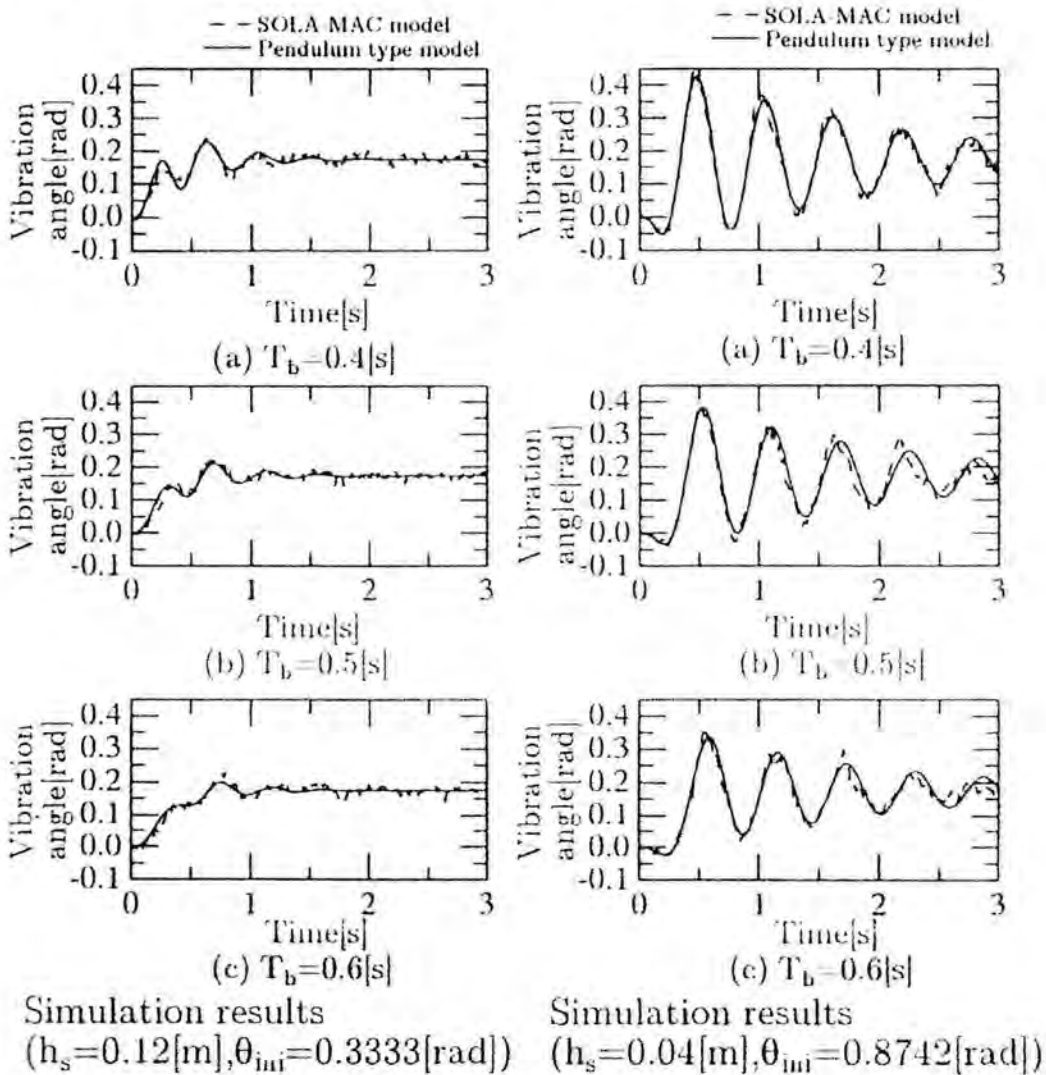 SOLA-MAC model
Pendulum type model
Vibration
angle[rad]
0.4
0.3
0.2
0.1
0.0
-0.1
0 1 2 3
Time[s]
(a) T_b=0.4[s]
Vibration
angle[rad]
0.4
0.3
0.2
0.1
0.0
-0.1
0 1 2 3
Time[s]
(b) T_b=0.5[s]
Vibration
angle[rad]
0.4
0.3
0.2
0.1
0.0
-0.1
0 1 2 3
Time[s]
(c) T_b=0.6[s]
Simulation results
(h_s=0.12[m],θ_ini=0.3333[rad])
SOLA-MAC model
Pendulum type model
Vibration
angle[rad]
0.4
0.3
0.2
0.1
0.0
-0.1
0 1 2 3
Time[s]
(a) T_b=0.4[s]
Vibration
angle[rad]
0.4
0.3
0.2
0.1
0.0
-0.1
0 1 2 3
Time[s]
(b) T_b=0.5[s]
Vibration
angle[rad]
0.4
0.3
0.2
0.1
0.0
-0.1
0 1 2 3
Time[s]
(c) T_b=0.6[s]
Simulation results
(h_s=0.04[m],θ_ini=0.8742[rad])